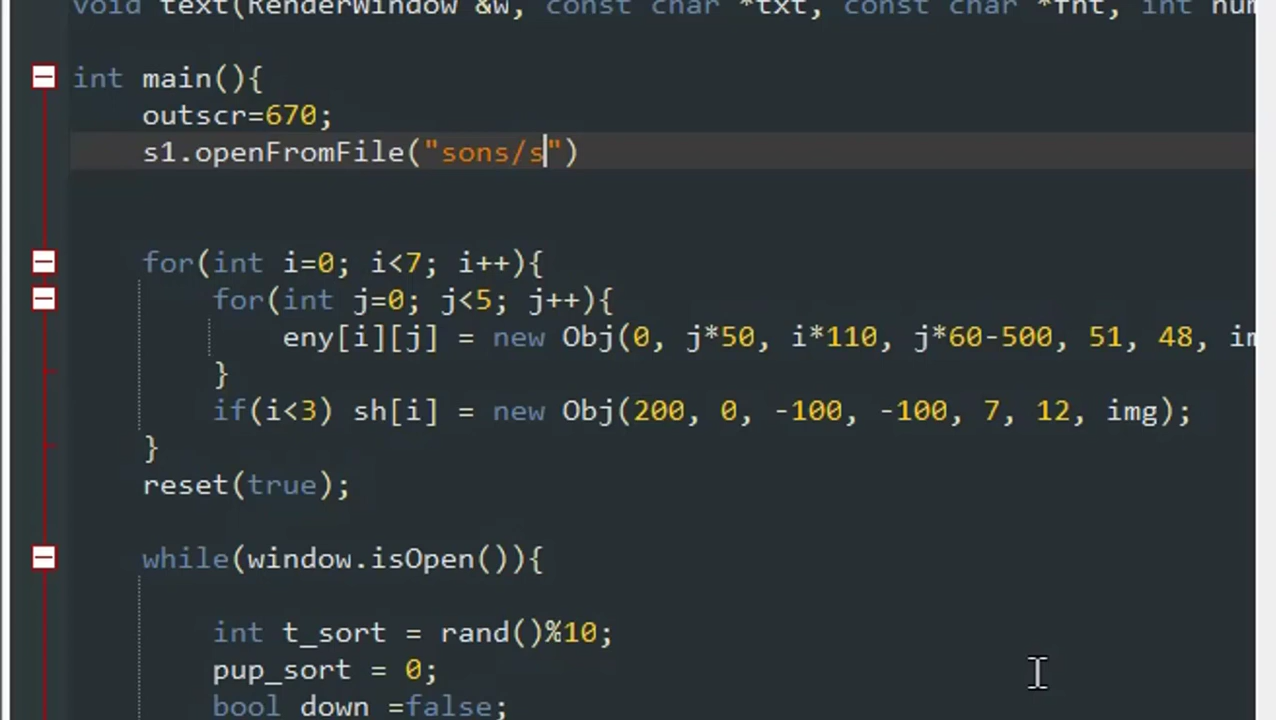 void text(RenderWindow &w, const char *txt, const char *fnt, int num
int main(){
outscr=670;
s1.openFromFile("sons/s")
for(int i=0; i<7; i++){
for(int j=0; j<5; j++){
eny[i][j] = new Obj(0, j*50, i*110, j*60-500, 51, 48, im
}
if(i<3) sh[i] = new Obj(200, 0, -100, -100, 7, 12, img);
}
reset(true);
while(window.isOpen()){
int t_sort = rand()%10;
pup_sort = 0;
bool down =false;